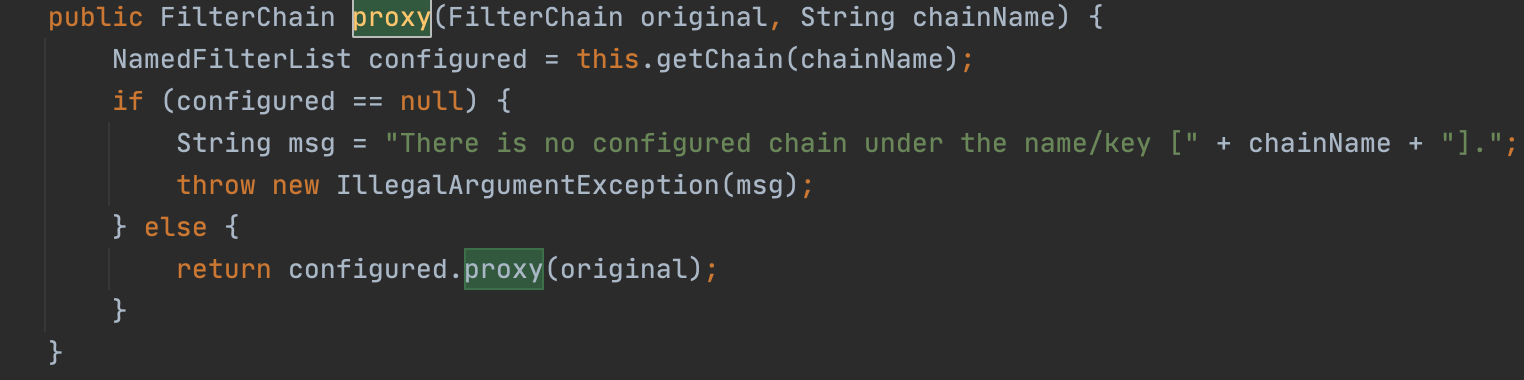 public FilterChain proxy(FilterChain original, String chainName) {
NamedFilterList configured = this.getChain(chainName);
if (configured == null) {
String msg = "There is no configured chain under the name/key [" + chainName + "].";
throw new IllegalArgumentException(msg);
} else {
return configured.proxy(original);
}
}